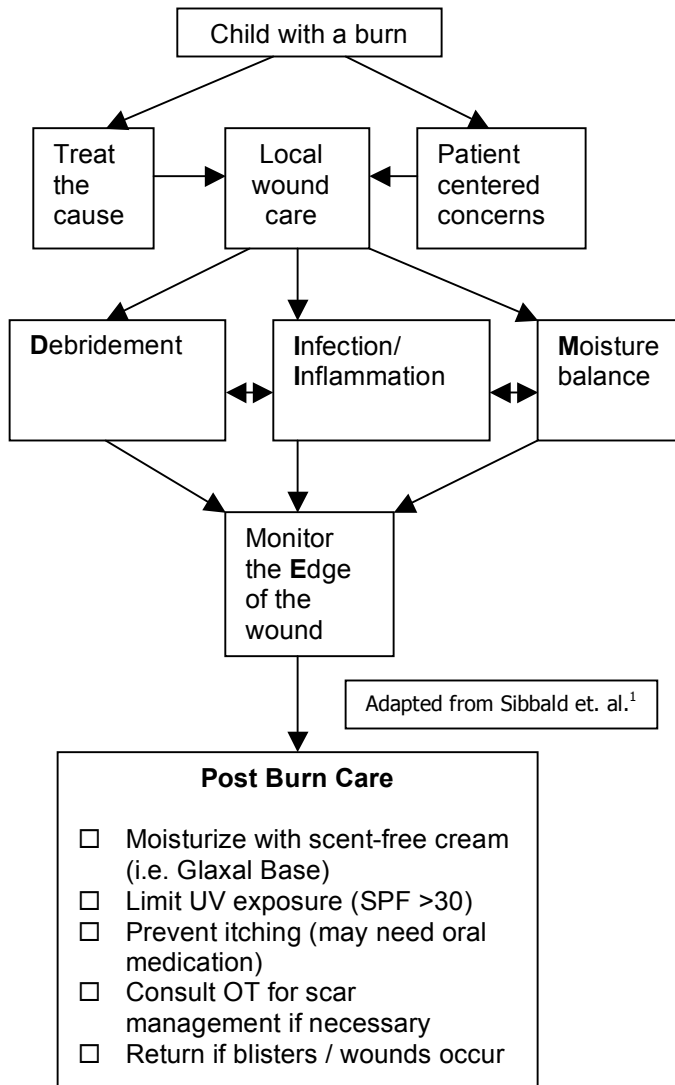 Child with a burn
Treat
the
cause
Local
wound
care
Patient
centered
concerns
Debridement
Infection/
Inflammation
Moisture
balance
Monitor
the Edge
of the
wound
Adapted from Sibbald et. al.¹
Post Burn Care
☐ Moisturize with scent-free cream
(i.e. Glaxal Base)
☐ Limit UV exposure (SPF >30)
☐ Prevent itching (may need oral
medication)
☐ Consult OT for scar
management if necessary
☐ Return if blisters / wounds occur